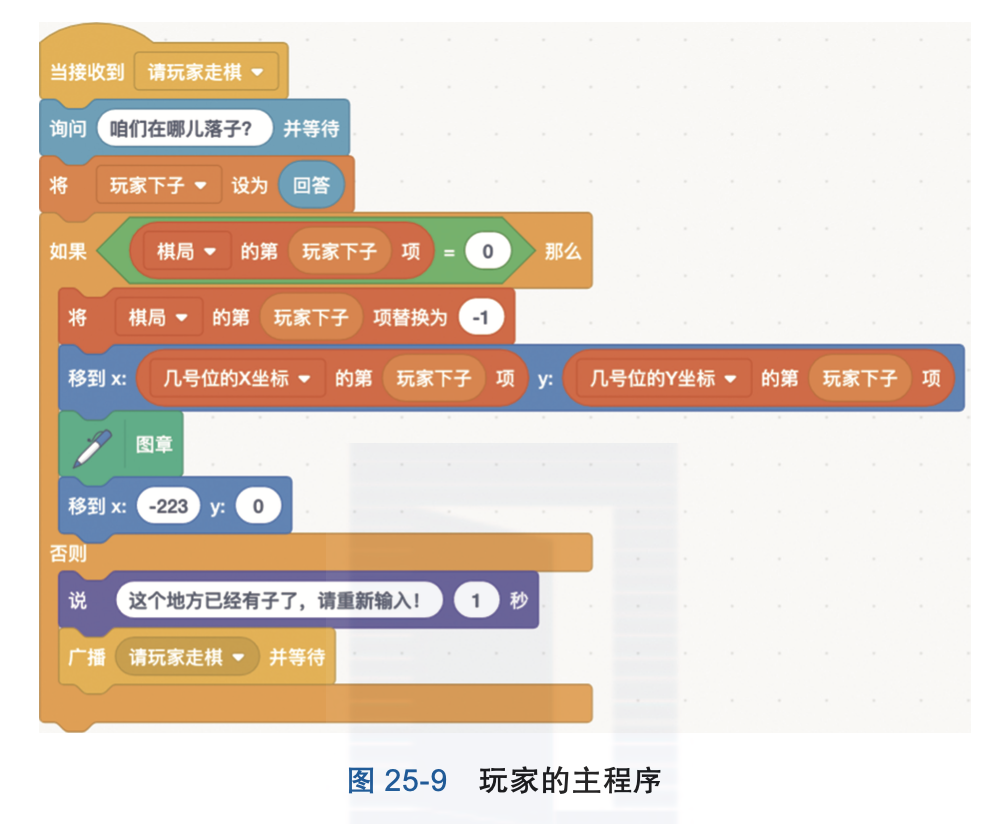 当接收到 请玩家走棋
询问 咱们在哪儿落子? 并等待
将 玩家下子 设为 回答
如果 棋局 的第 玩家下子 项 = 0 那么
将 棋局 的第 玩家下子 项替换为 -1
移到 x: 几号位的X坐标 的第 玩家下子 项 y: 几号位的Y坐标 的第 玩家下子 项
图章
移到 x: -223 y: 0
否则
说 这个地方已经有子了，请重新输入! 1 秒
广播 请玩家走棋 并等待
图 25-9 玩家的主程序